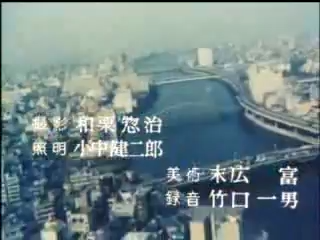 撮影 和栗惣治
照明 小中健二郎
美術 末広 富
録音 竹口一男